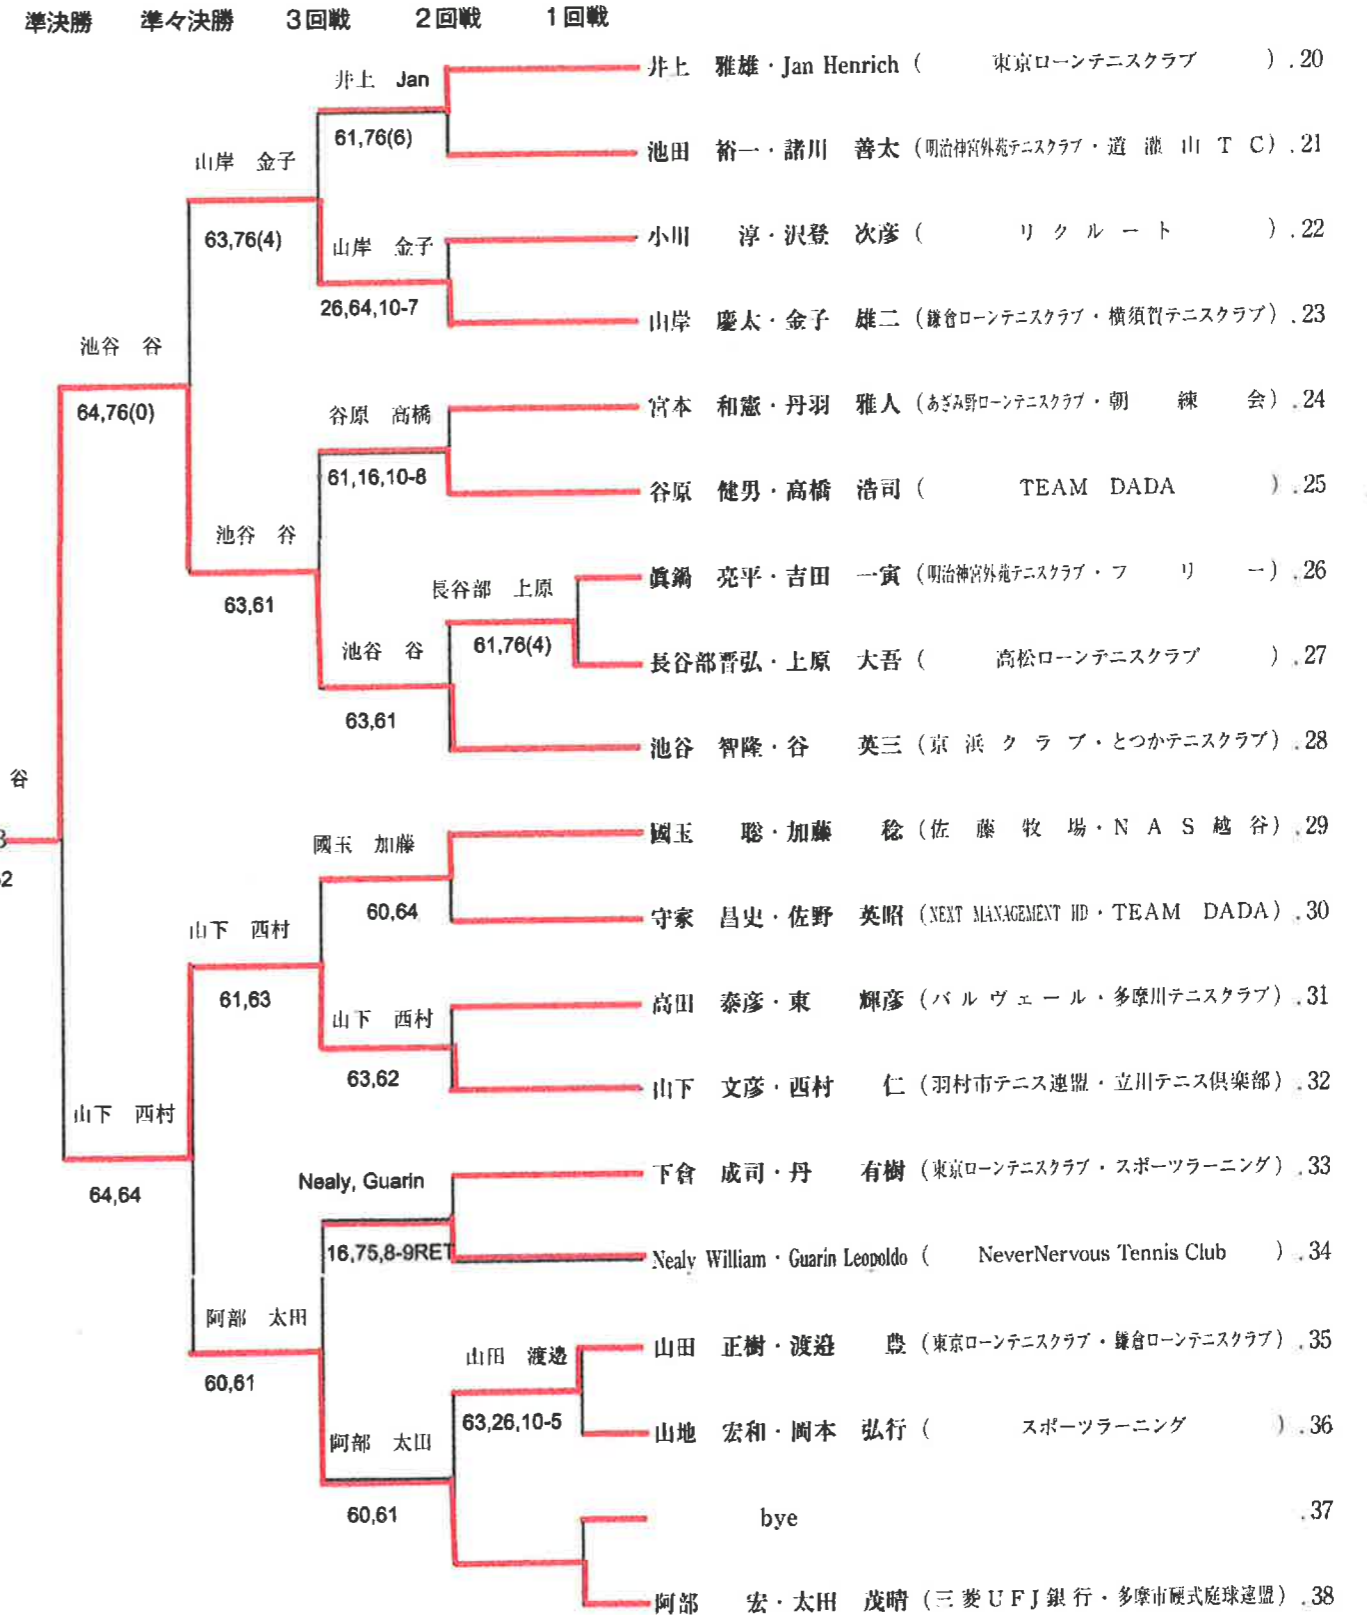 準決勝 準々決勝 3回戦 2回戦 1回戦
井上 雅雄・Jan Henrich ( 東京ローンテニスクラブ ) .20
井上 Jan
61,76(6)
池田 裕一・諸川 善太 (明治神宮外苑テニスクラブ・道灌山TC) .21
山岸 金子
63,76(4)
小川 淳・沢登 次彦 ( リクルート ) .22
山岸 金子
26,64,10-7
山岸 慶太・金子 雄二 (鎌倉ローンテニスクラブ・横須賀テニスクラブ) .23
池谷 谷
64,76(0)
宮本 和憲・丹羽 雅人 (あざみ野ローンテニスクラブ・朝練会) .24
谷原 高橋
61,16,10-8
谷原 健男・高橋 浩司 ( TEAM DADA ) .25
池谷 谷
63,61
眞鍋 亮平・吉田 一寅 (明治神宮外苑テニスクラブ・フリー) .26
長谷部 上原
61,76(4)
長谷部晋弘・上原 大吾 ( 高松ローンテニスクラブ ) .27
池谷 谷
63,61
池谷 智隆・谷 英三 (京浜クラブ・とつかテニスクラブ) .28
谷
國玉 聡・加藤 稔 (佐藤牧場・NAS越谷) .29
國玉 加藤
60,64
守家 昌史・佐野 英昭 (NEXT MANAGEMENT HD・TEAM DADA) .30
山下 西村
61,63
高田 泰彦・東 輝彦 (バルヴェール・多摩川テニスクラブ) .31
山下 西村
63,62
山下 文彦・西村 仁 (羽村市テニス連盟・立川テニス倶楽部) .32
山下 西村
64,64
下倉 成司・丹 有樹 (東京ローンテニスクラブ・スポーツラーニング) .33
Nealy, Guarin
16,75,8-9RET
Nealy William・Guarin Leopoldo ( NeverNervous Tennis Club ) .34
阿部 太田
60,61
山田 正樹・渡邉 豊 (東京ローンテニスクラブ・鎌倉ローンテニスクラブ) .35
山田 渡邉
63,26,10-5
山地 宏和・岡本 弘行 ( スポーツラーニング ) .36
阿部 太田
60,61
bye .37
阿部 宏・太田 茂晴 (三菱UFJ銀行・多摩市硬式庭球連盟) .38